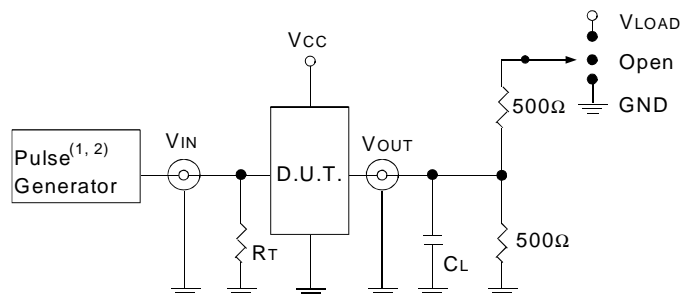 VLOAD
VCC
Open
500Ω
GND
VIN
VOUT
Pulse(1, 2)
Generator
D.U.T.
RT
CL
500Ω